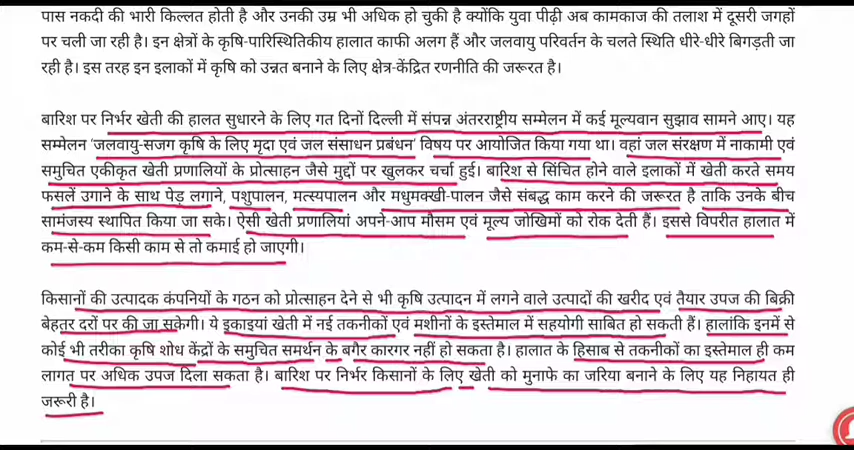 पास नकदी की भारी किल्लत होती है और उनकी उम्र भी अधिक हो चुकी है क्योंकि युवा पीढ़ी अब कामकाज की तलाश में दूसरी जगहों
पर चली जा रही है। इन क्षेत्रों के कृषि-पारिस्थितिकीय हालात काफी अलग हैं और जलवायु परिवर्तन के चलते स्थिति धीरे-धीरे बिगड़ती जा
रही है। इस तरह इन इलाकों में कृषि को उन्नत बनाने के लिए क्षेत्र-केंद्रित रणनीति की जरूरत है।
बारिश पर निर्भर खेती की हालत सुधारने के लिए गत दिनों दिल्ली में संपन्न अंतरराष्ट्रीय सम्मेलन में कई मूल्यवान सुझाव सामने आए। यह
सम्मेलन 'जलवायु-सजग कृषि के लिए मृदा एवं जल संसाधन प्रबंधन' विषय पर आयोजित किया गया था। वहां जल संरक्षण में नाकामी एवं
समुचित एकीकृत खेती प्रणालियों के प्रोत्साहन जैसे मुद्दों पर खुलकर चर्चा हुई। बारिश से सिंचित होने वाले इलाकों में खेती करते समय
फसलें उगाने के साथ पेड़ लगाने, पशुपालन, मत्स्यपालन और मधुमक्खी-पालन जैसे संबद्ध काम करने की जरूरत है ताकि उनके बीच
सामंजस्य स्थापित किया जा सके। ऐसी खेती प्रणालियां अपने-आप मौसम एवं मूल्य जोखिमों को रोक देती हैं। इससे विपरीत हालात में
कम-से-कम किसी काम से तो कमाई हो जाएगी।
किसानों की उत्पादक कंपनियों के गठन को प्रोत्साहन देने से भी कृषि उत्पादन में लगने वाले उत्पादों की खरीद एवं तैयार उपज की बिक्री
बेहतर दरों पर की जा सकेगी। ये इकाइयां खेती में नई तकनीकों एवं मशीनों के इस्तेमाल में सहयोगी साबित हो सकती हैं। हालांकि इनमें से
कोई भी तरीका कृषि शोध केंद्रों के समुचित समर्थन के बगैर कारगर नहीं हो सकता है। हालात के हिसाब से तकनीकों का इस्तेमाल ही कम
लागत पर अधिक उपज दिला सकता है। बारिश पर निर्भर किसानों के लिए खेती को मुनाफे का जरिया बनाने के लिए यह निहायत ही
जरूरी है।